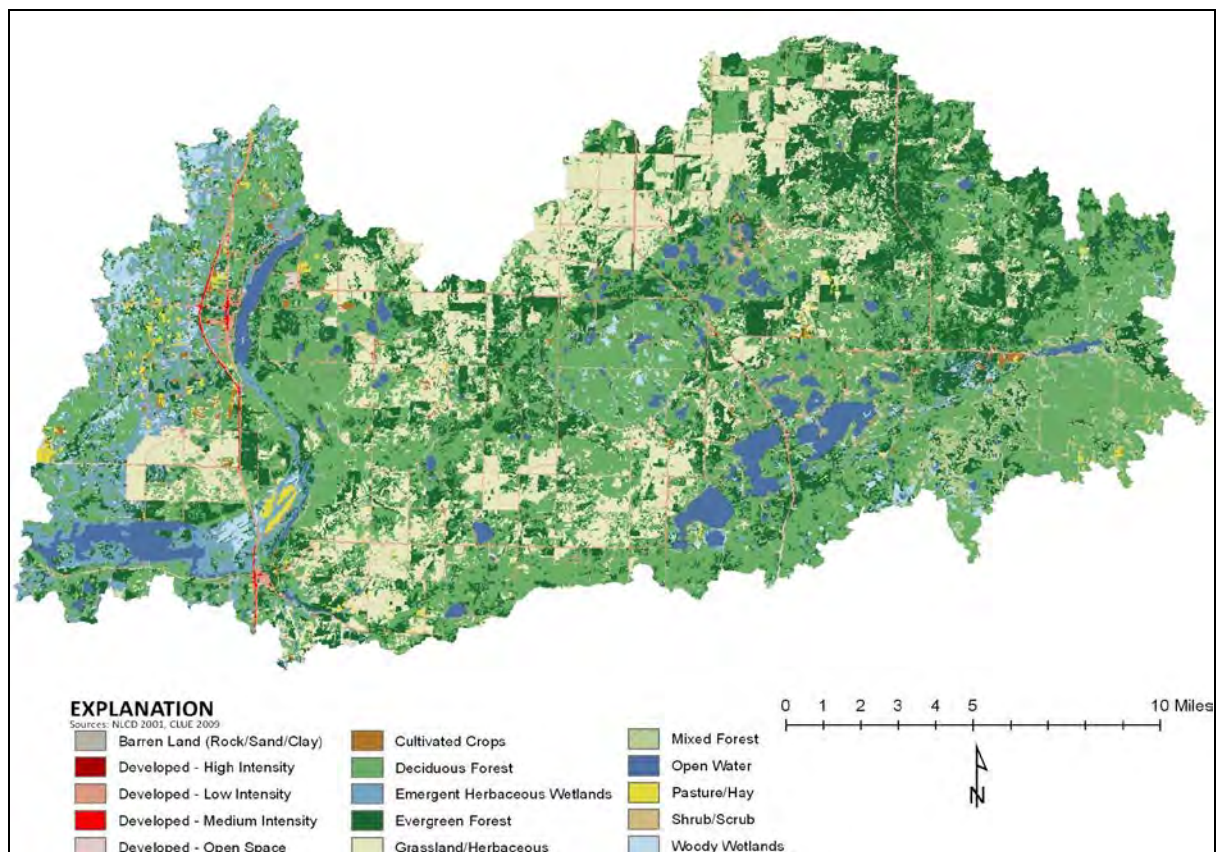 EXPLANATION
Sources: NLCD 2001, CLUE 2009
Barren Land (Rock/Sand/Clay)
Developed - High Intensity
Developed - Low Intensity
Developed - Medium Intensity
Developed - Open Space
Cultivated Crops
Deciduous Forest
Emergent Herbaceous Wetlands
Evergreen Forest
Grassland/Herbaceous
Mixed Forest
Open Water
Pasture/Hay
Shrub/Scrub
Woody Wetlands
0 1 2 3 4 5 10 Miles
N